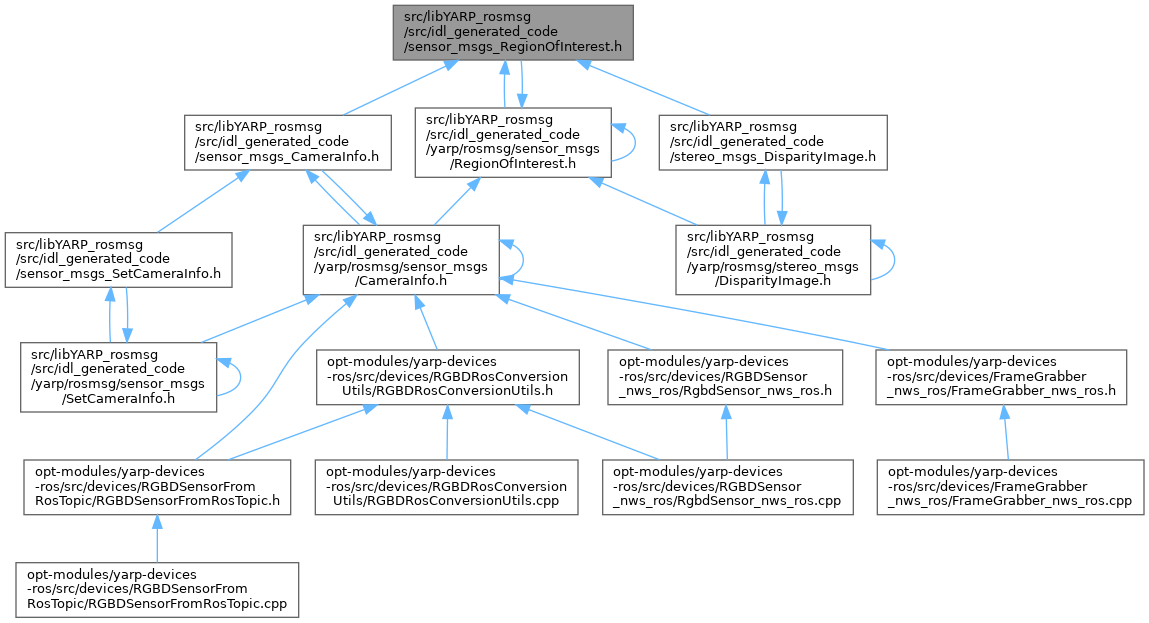 src/libYARP_rosmsg
/src/idl_generated_code
/sensor_msgs_RegionOfInterest.h
src/libYARP_rosmsg
/src/idl_generated_code
/sensor_msgs_CameraInfo.h
src/libYARP_rosmsg
/src/idl_generated_code
/yarp/rosmsg/sensor_msgs
/RegionOfInterest.h
src/libYARP_rosmsg
/src/idl_generated_code
/stereo_msgs_DisparityImage.h
src/libYARP_rosmsg
/src/idl_generated_code
/sensor_msgs_SetCameraInfo.h
src/libYARP_rosmsg
/src/idl_generated_code
/yarp/rosmsg/sensor_msgs
/CameraInfo.h
src/libYARP_rosmsg
/src/idl_generated_code
/yarp/rosmsg/stereo_msgs
/DisparityImage.h
src/libYARP_rosmsg
/src/idl_generated_code
/yarp/rosmsg/sensor_msgs
/SetCameraInfo.h
opt-modules/yarp-devices
-ros/src/devices/RGBDRosConversion
Utils/RGBDRosConversionUtils.h
opt-modules/yarp-devices
-ros/src/devices/RGBDSensor
_nws_ros/RgbdSensor_nws_ros.h
opt-modules/yarp-devices
-ros/src/devices/FrameGrabber
_nws_ros/FrameGrabber_nws_ros.h
opt-modules/yarp-devices
-ros/src/devices/RGBDSensorFrom
RosTopic/RGBDSensorFromRosTopic.h
opt-modules/yarp-devices
-ros/src/devices/RGBDRosConversion
Utils/RGBDRosConversionUtils.cpp
opt-modules/yarp-devices
-ros/src/devices/RGBDSensor
_nws_ros/RgbdSensor_nws_ros.cpp
opt-modules/yarp-devices
-ros/src/devices/FrameGrabber
_nws_ros/FrameGrabber_nws_ros.cpp
opt-modules/yarp-devices
-ros/src/devices/RGBDSensorFrom
RosTopic/RGBDSensorFromRosTopic.cpp